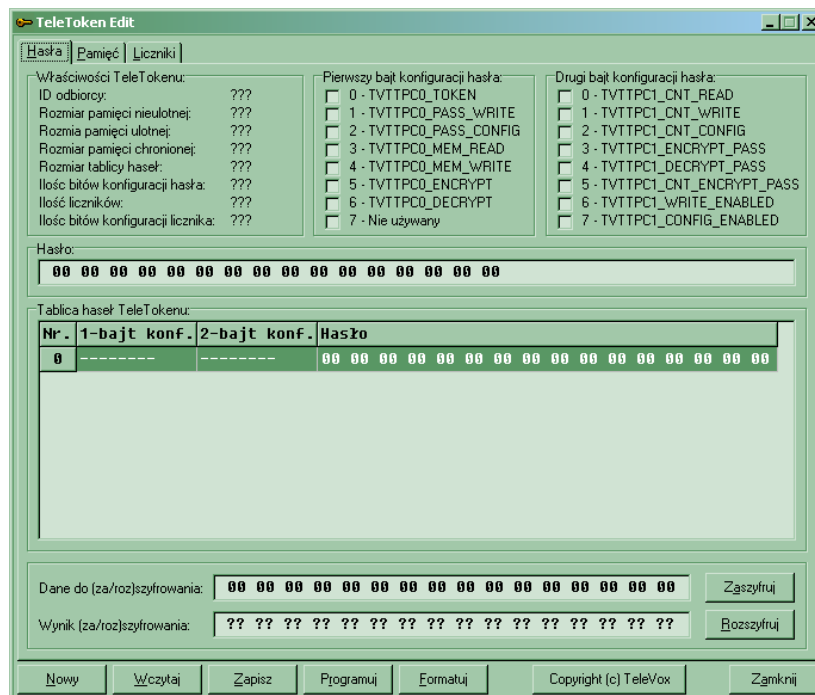 TeleToken Edit
Hasła Pamięć Liczniki
Właściwości TeleTokenu:
ID odbiorcy: ???
Rozmiar pamięci nieulotnej: ???
Rozmia pamięci ulotnej: ???
Rozmiar pamięci chronionej: ???
Rozmiar tablicy haseł: ???
Ilośc bitów konfiguracji hasła: ???
Ilość liczników: ???
Ilośc bitów konfiguracji licznika: ???
Pierwszy bajt konfiguracji hasła:
0 - TVTTPC0_TOKEN
1 - TVTTPC0_PASS_WRITE
2 - TVTTPC0_PASS_CONFIG
3 - TVTTPC0_MEM_READ
4 - TVTTPC0_MEM_WRITE
5 - TVTTPC0_ENCRYPT
6 - TVTTPC0_DECRYPT
7 - Nie używany
Drugi bajt konfiguracji hasła:
0 - TVTTPC1_CNT_READ
1 - TVTTPC1_CNT_WRITE
2 - TVTTPC1_CNT_CONFIG
3 - TVTTPC1_ENCRYPT_PASS
4 - TVTTPC1_DECRYPT_PASS
5 - TVTTPC1_CNT_ENCRYPT_PASS
6 - TVTTPC1_WRITE_ENABLED
7 - TVTTPC1_CONFIG_ENABLED
Hasło:
00 00 00 00 00 00 00 00 00 00 00 00 00 00 00 00
Tablica haseł TeleTokenu:
Nr. 1-bajt konf. 2-bajt konf. Hasło
0 -------- -------- 00 00 00 00 00 00 00 00 00 00 00 00 00 00 00 00
Dane do (za/roz)szyfrowania: 00 00 00 00 00 00 00 00 00 00 00 00 00 00 00 00 Zaszyfruj
Wynik (za/roz)szyfrowania: ?? ?? ?? ?? ?? ?? ?? ?? ?? ?? ?? ?? ?? ?? ?? ?? Rozszyfruj
Nowy Wczytaj Zapisz Programuj Formatuj Copyright (c) TeleVox Zamknij